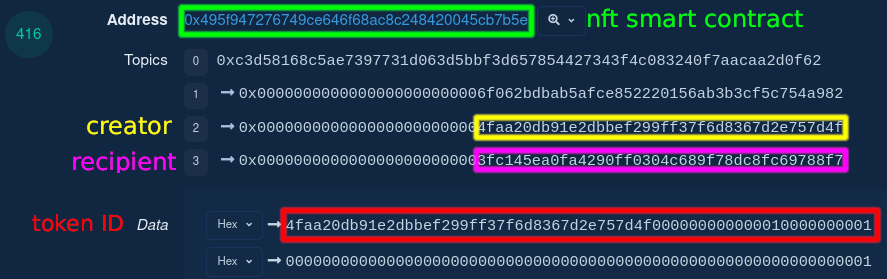 Address 0x495f947276749ce646f68ac8c248420045cb7b5e nft smart contract
416
Topics 0 0xc3d58168c5ae7397731d063d5bbf3d657854427343f4c083240f7aacaa2d0f62
1 → 0x0000000000000000000000006f062bdbab5afce852220156ab3b3cf5c754a982
creator 2 → 0x0000000000000000000000004faa20db91e2dbbef299ff37f6d8367d2e757d4f
recipient 3 → 0x0000000000000000000000003fc145ea0fa4290ff0304c689f78dc8fc69788f7
token ID Data Hex → 4faa20db91e2dbbef299ff37f6d8367d2e757d4f000000000000010000000001
Hex → 0000000000000000000000000000000000000000000000000000000000000001